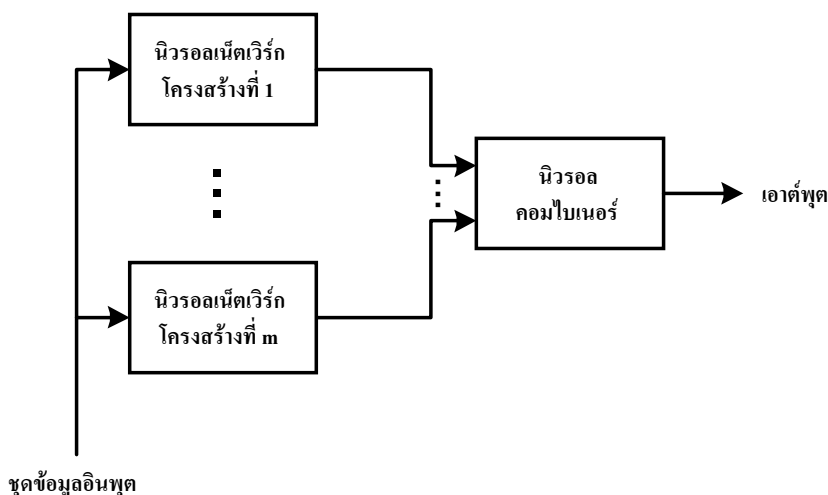 นิวรอลเน็ตเวิร์ก
โครงสร้างที่ 1
นิวรอล
คอมไบเนอร์
เอาต์พุต
นิวรอลเน็ตเวิร์ก
โครงสร้างที่ m
ชุดข้อมูลอินพุต